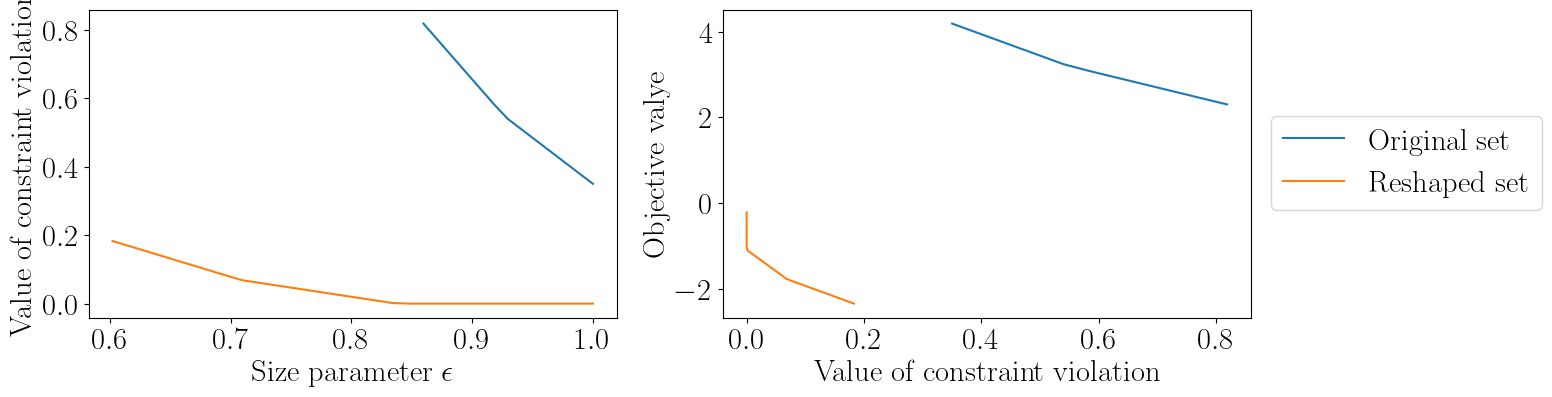 Value of constraint violation
0.8
0.6
0.4
0.2
0.0
0.6 0.7 0.8 0.9 1.0
Size parameter ϵ
Objective valye
4
2
0
−2
0.0 0.2 0.4 0.6 0.8
Value of constraint violation
Original set
Reshaped set